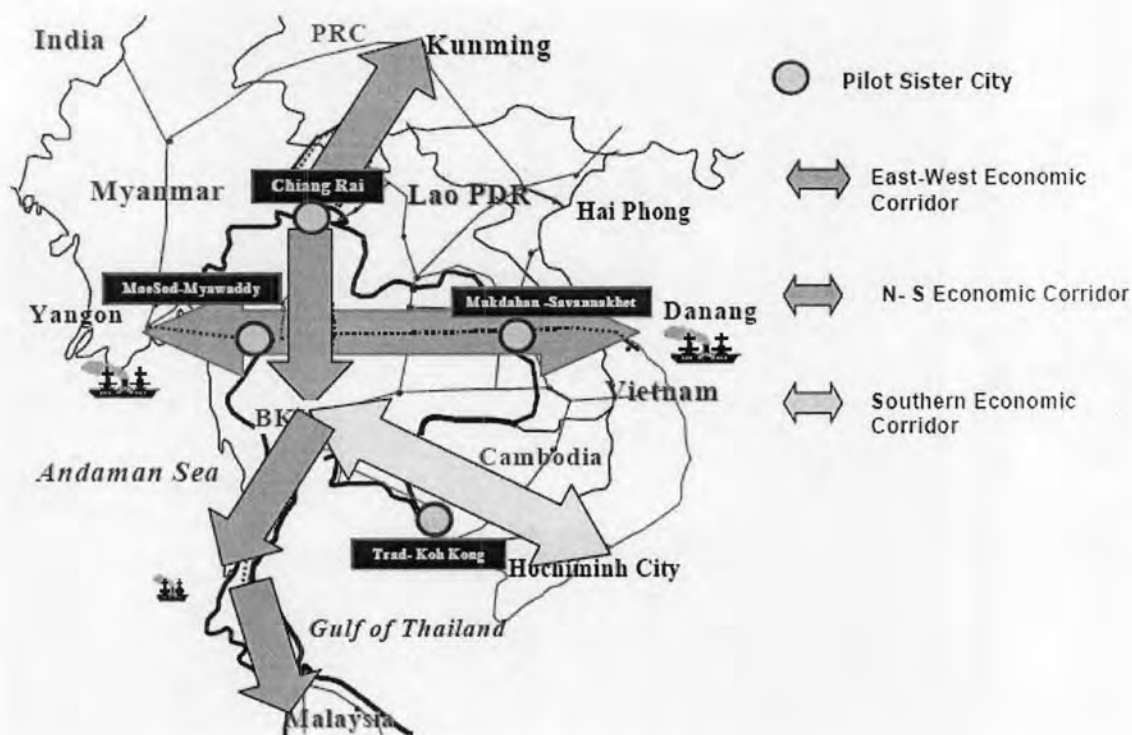 India
PRC
Kunming
Pilot Sister City
Myanmar
Chiang Rai
Lao PDR
Hai Phong
East-West Economic
Corridor
MaeSod-Myawaddy
Mukdahan -Savannakhet
N- S Economic Corridor
Yangon
Danang
Vietnam
BK
Southern Economic
Corridor
Andaman Sea
Cambodia
Trad- Koh Kong
Hochiminh City
Gulf of Thailand
Malaysia